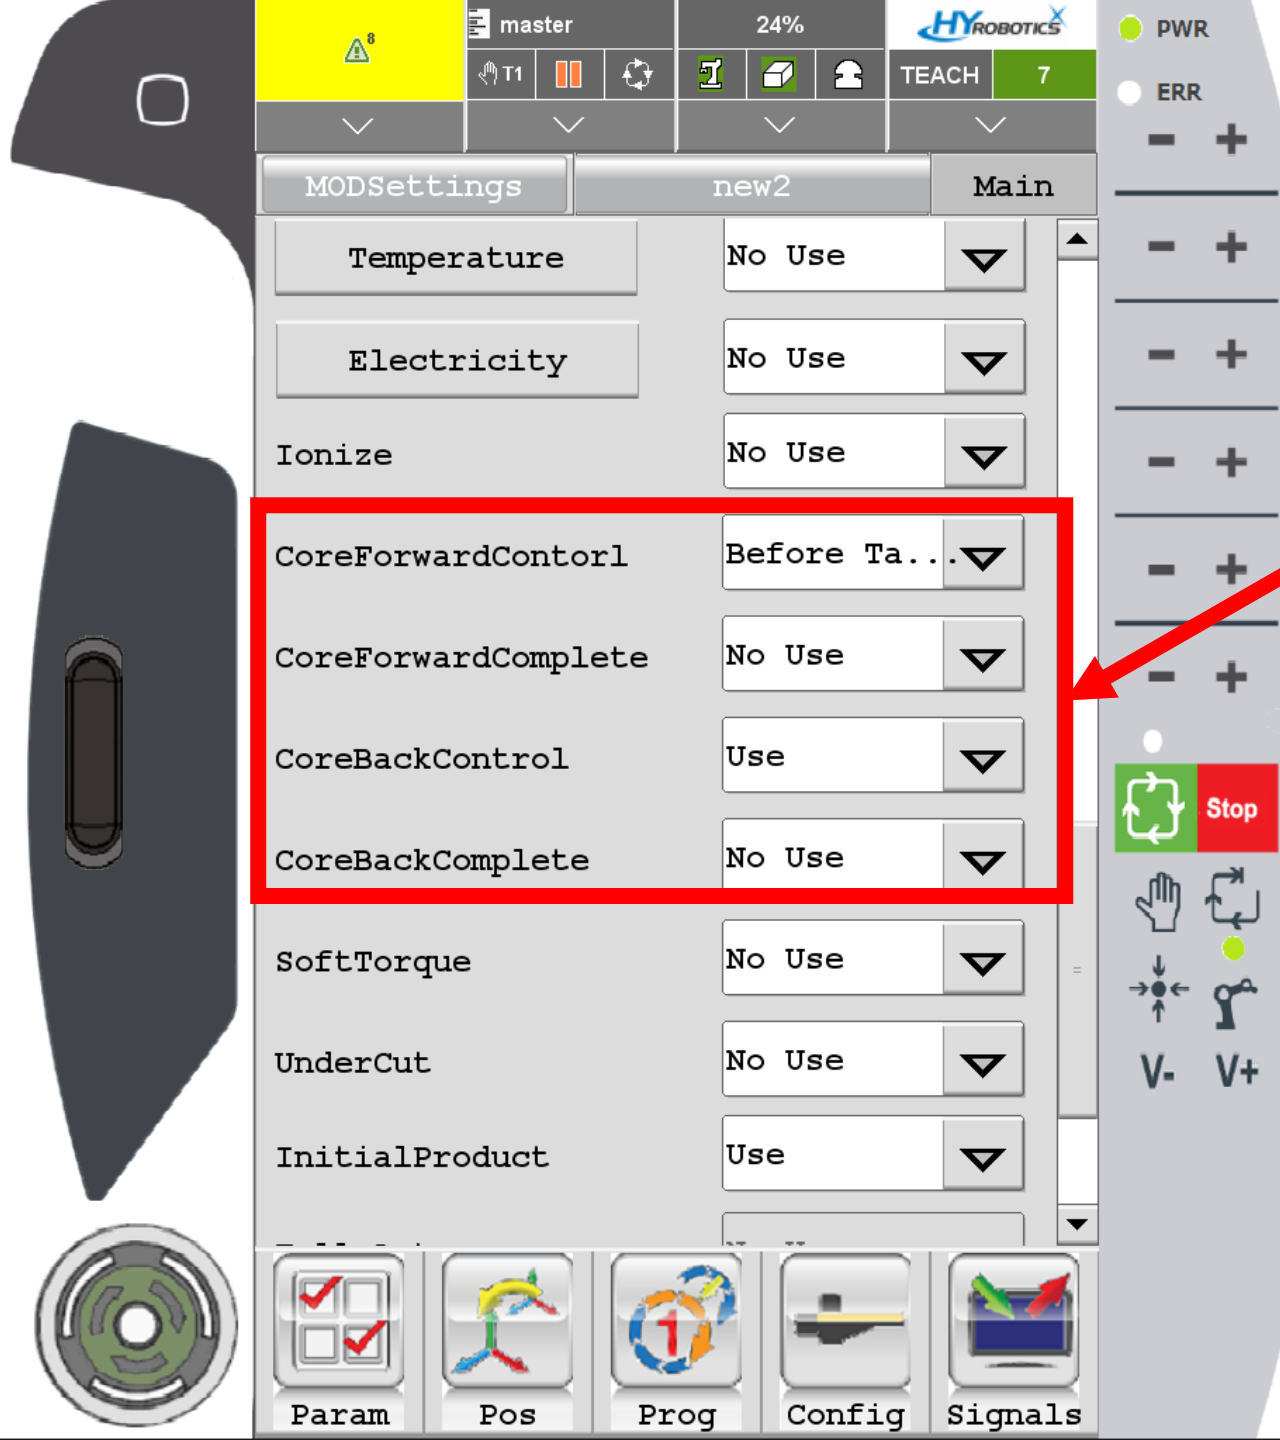 8
master
24%
HYROBOTICS
PWR
T1
TEACH
7
ERR
MODSettings
new2
Main
Temperature
No Use
Electricity
No Use
Ionize
No Use
CoreForwardContorl
Before Ta...
CoreForwardComplete
No Use
CoreBackControl
Use
CoreBackComplete
No Use
SoftTorque
No Use
UnderCut
No Use
InitialProduct
Use
Stop
V-
V+
1
Param
Pos
Prog
Config
Signals